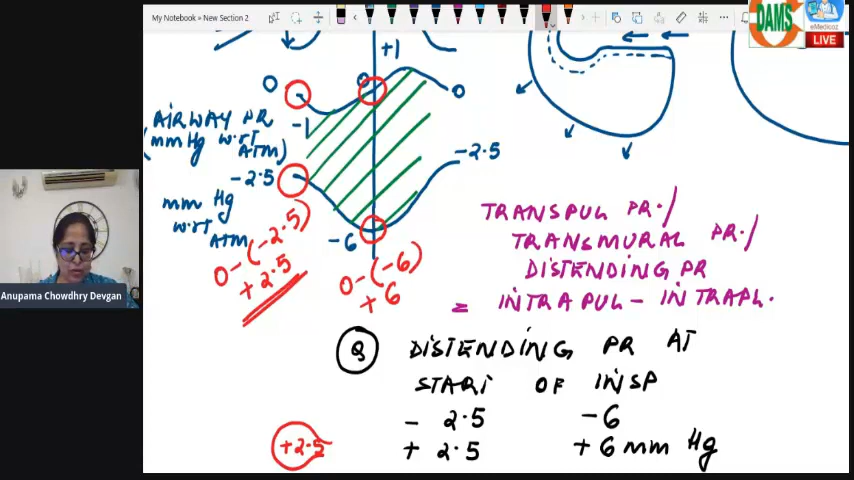 My Notebook » New Section 2
DAMS
eMedicoz
LIVE
+1
0
0
0
AIRWAY PR
-1
(mmHg w.r.t
ATM)
-2.5
-2.5
mm Hg
w.r.t
ATM
-6
0-(-2.5)
+2.5
0-(-6)
+6
TRANSPUL PR./
TRANSMURAL PR./
DISTENDING PR
= INTRAPUL - INTRAPL.
Q DISTENDING PR AT
START OF INSP
- 2.5 -6
+ 2.5 +6 mm Hg
+2.5
Anupama Chowdhry Devgan